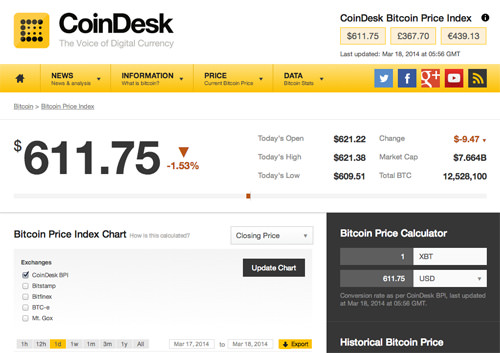 CoinDesk
The Voice of Digital Currency
CoinDesk Bitcoin Price Index
$611.75 £367.70 €439.13
Last updated: Mar 18, 2014 at 05:56 GMT
NEWS
News & analysis
INFORMATION
What is bitcoin?
PRICE
Current Bitcoin Price
DATA
Bitcoin Stats
Bitcoin > Bitcoin Price Index
$611.75
-1.53%
Today's Open $621.22 Change $-9.47
Today's High $621.38 Market Cap $7.664B
Today's Low $609.51 Total BTC 12,528,100
Bitcoin Price Index Chart How is this calculated?
Closing Price
Exchanges
CoinDesk BPI
Bitstamp
Bitfinex
BTC-e
Mt. Gox
Update Chart
1h 12h 1d 1w 1m 3m 1y All
Mar 17, 2014 to Mar 18, 2014 Export
Bitcoin Price Calculator
1 XBT
611.75 USD
Conversion rate as per CoinDesk BPI, last updated
at Mar 18, 2014 at 05:56 GMT.
Historical Bitcoin Price